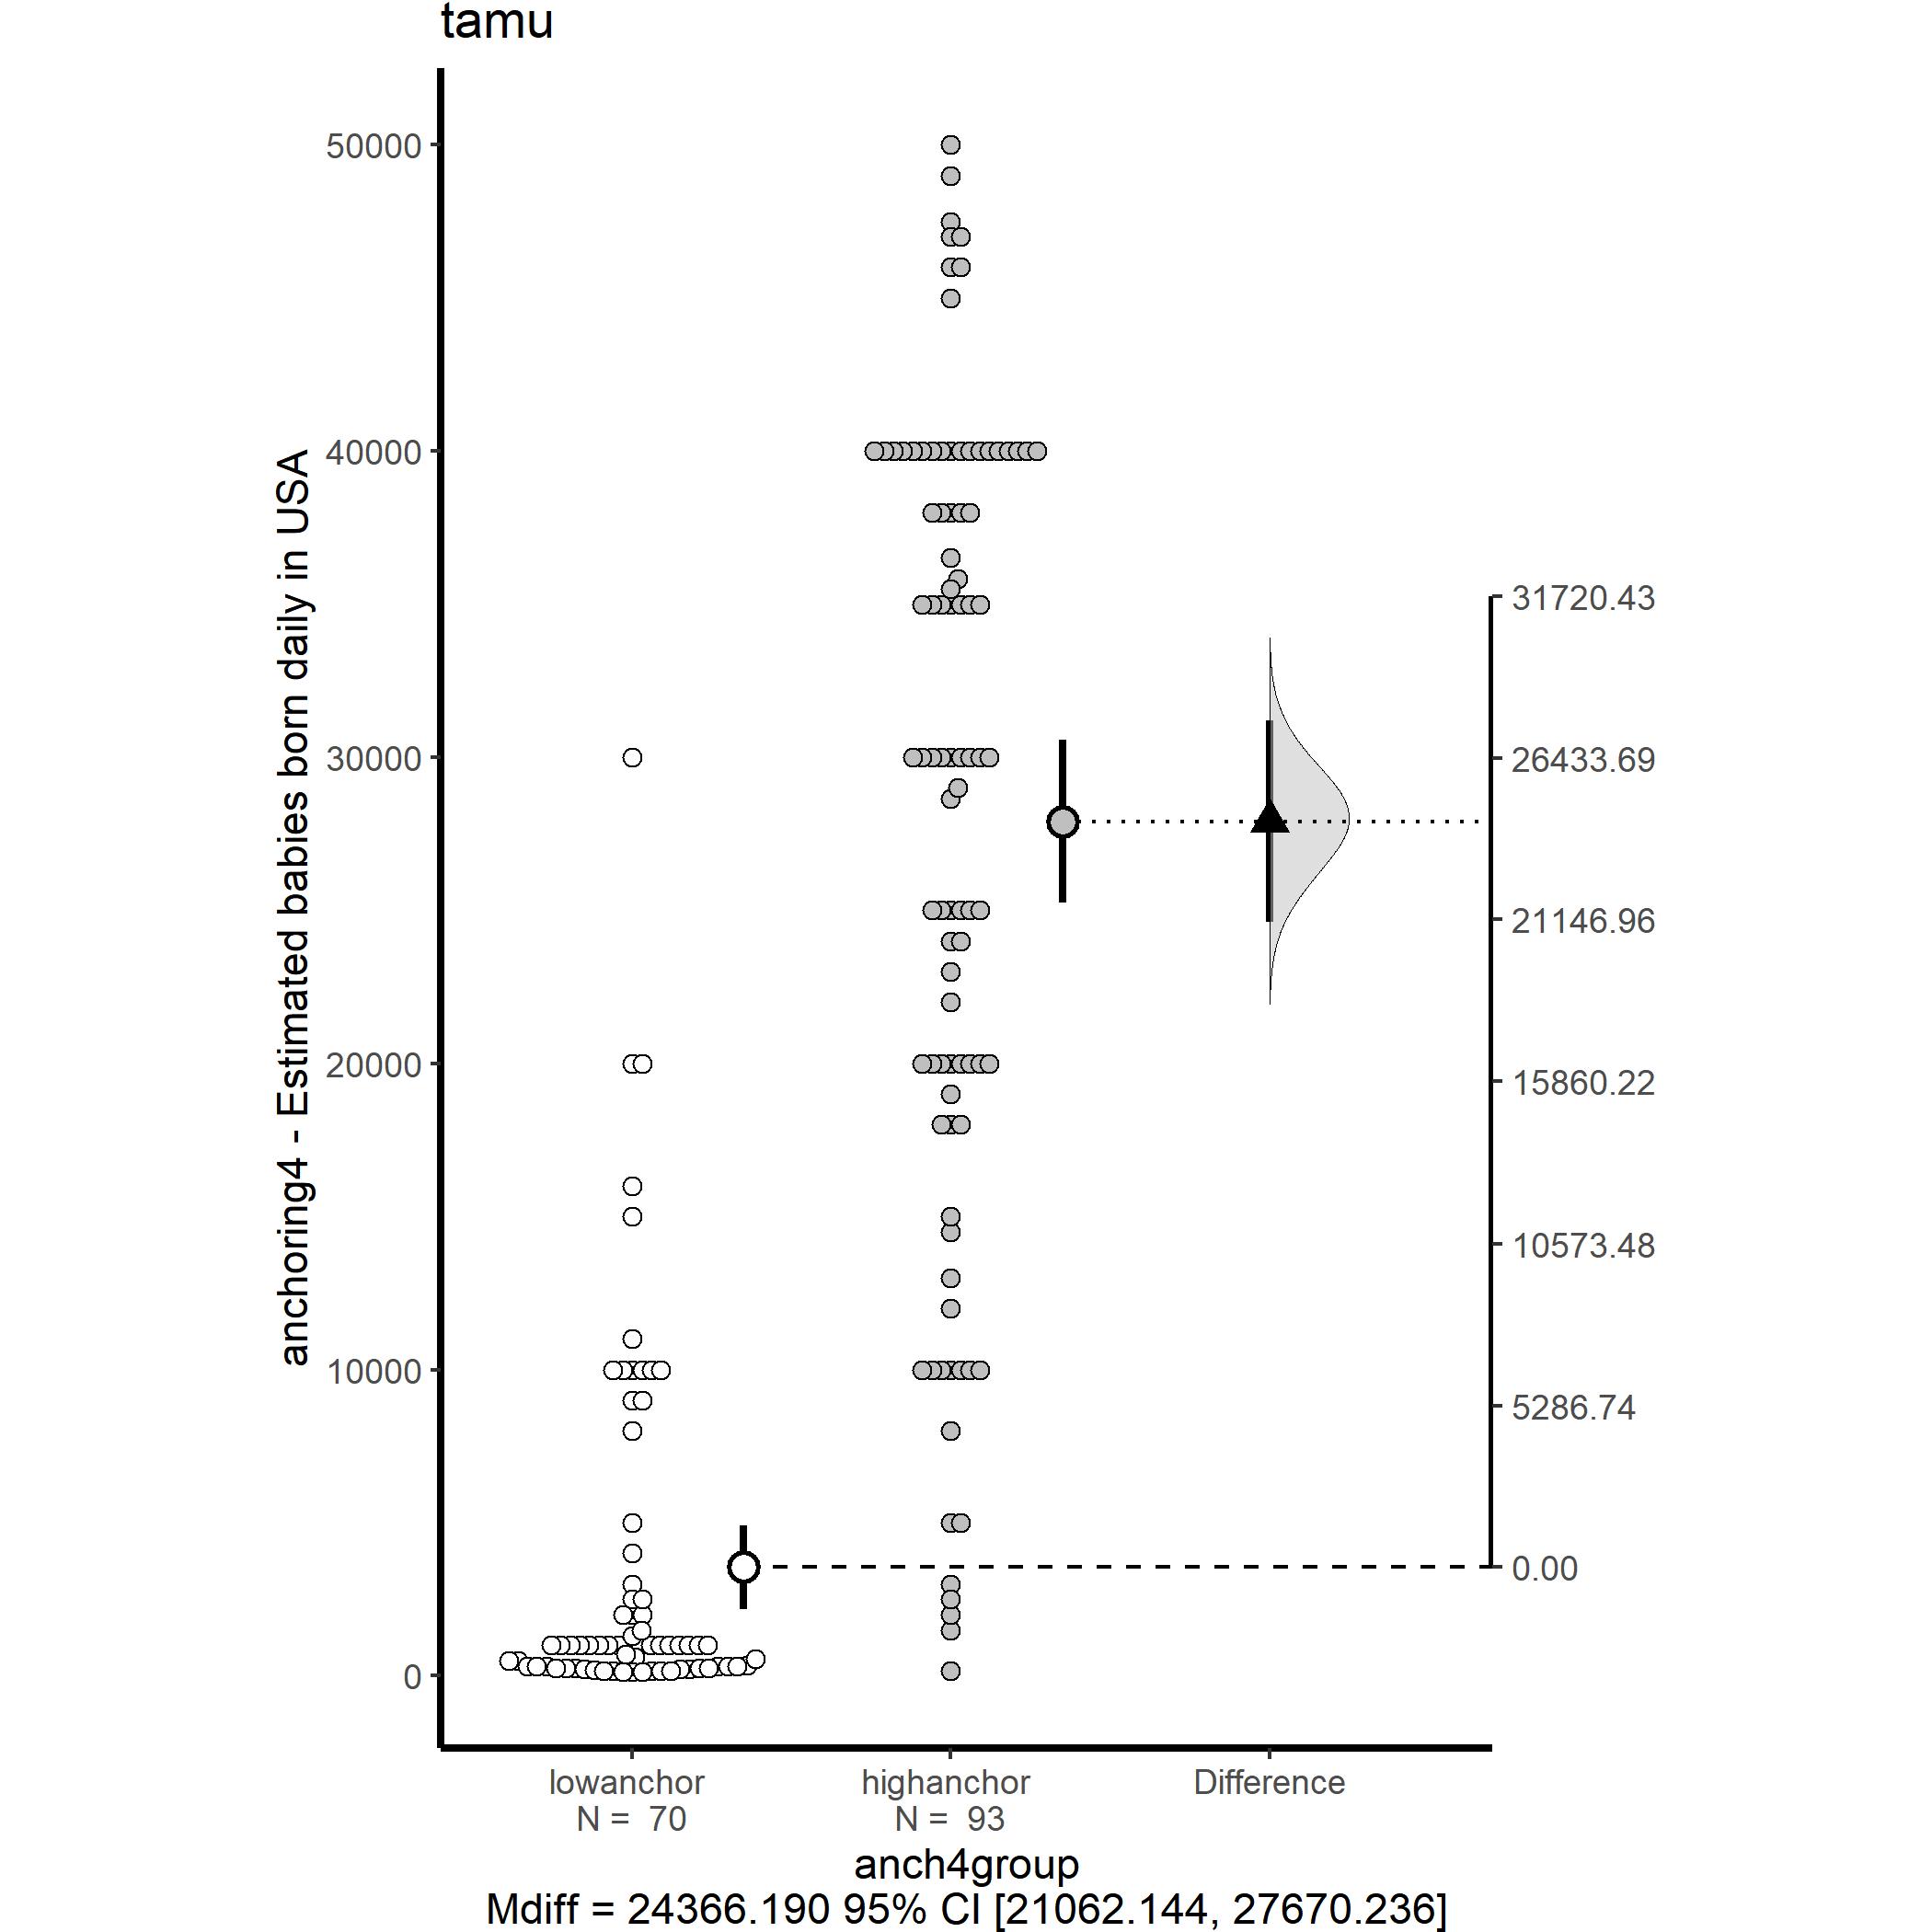 tamu
anchoring4 - Estimated babies born daily in USA
50000
40000
30000
20000
10000
0
31720.43
26433.69
21146.96
15860.22
10573.48
5286.74
0.00
lowanchor
N =  70
highanchor
N =  93
Difference
anch4group
Mdiff = 24366.190 95% CI [21062.144, 27670.236]